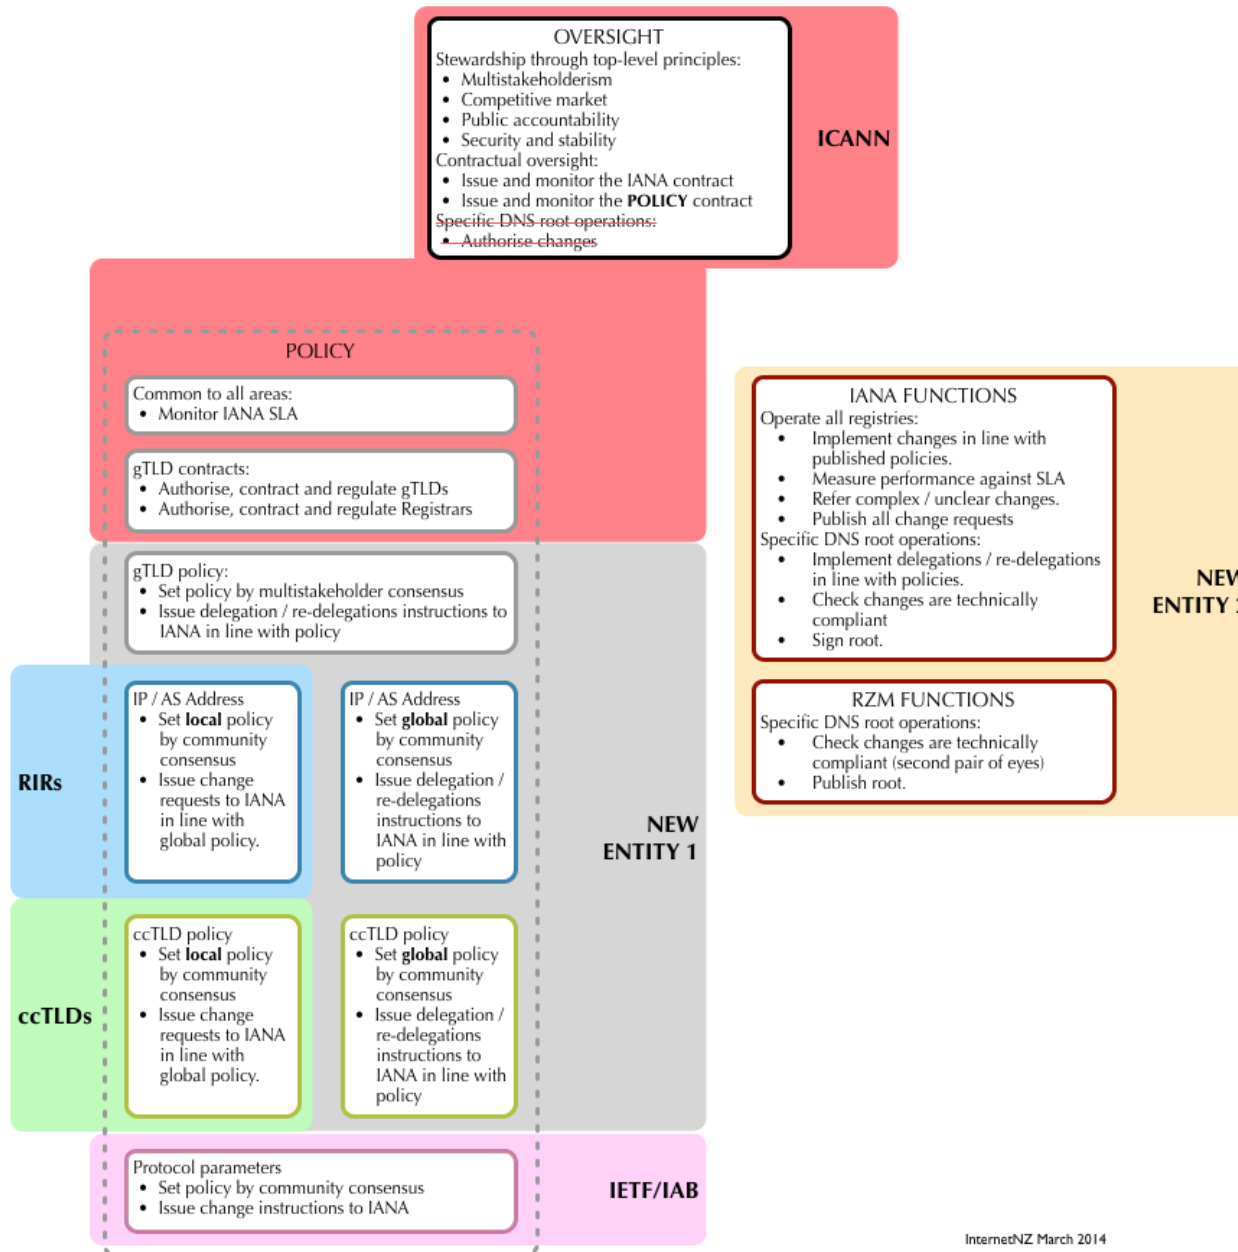 OVERSIGHT
Stewardship through top-level principles:
• Multistakeholderism
• Competitive market
• Public accountability
• Security and stability
Contractual oversight:
• Issue and monitor the IANA contract
• Issue and monitor the POLICY contract
Specific DNS root operations:
• Authorise changes
ICANN
POLICY
Common to all areas:
• Monitor IANA SLA
gTLD contracts:
• Authorise, contract and regulate gTLDs
• Authorise, contract and regulate Registrars
gTLD policy:
• Set policy by multistakeholder consensus
• Issue delegation / re-delegations instructions to
IANA in line with policy
RIRs
IP / AS Address
• Set local policy
by community
consensus
• Issue change
requests to IANA
in line with
global policy.
IP / AS Address
• Set global policy
by community
consensus
• Issue delegation /
re-delegations
instructions to
IANA in line with
policy
NEW
ENTITY 1
ccTLDs
ccTLD policy
• Set local policy
by community
consensus
• Issue change
requests to IANA
in line with
global policy.
ccTLD policy
• Set global policy
by community
consensus
• Issue delegation /
re-delegations
instructions to
IANA in line with
policy
Protocol parameters
• Set policy by community consensus
• Issue change instructions to IANA
IETF/IAB
IANA FUNCTIONS
Operate all registries:
• Implement changes in line with
published policies.
• Measure performance against SLA
• Refer complex / unclear changes.
• Publish all change requests
Specific DNS root operations:
• Implement delegations / re-delegations
in line with policies.
• Check changes are technically
compliant
• Sign root.
NEW
ENTITY
RZM FUNCTIONS
Specific DNS root operations:
• Check changes are technically
compliant (second pair of eyes)
• Publish root.
InternetNZ March 2014